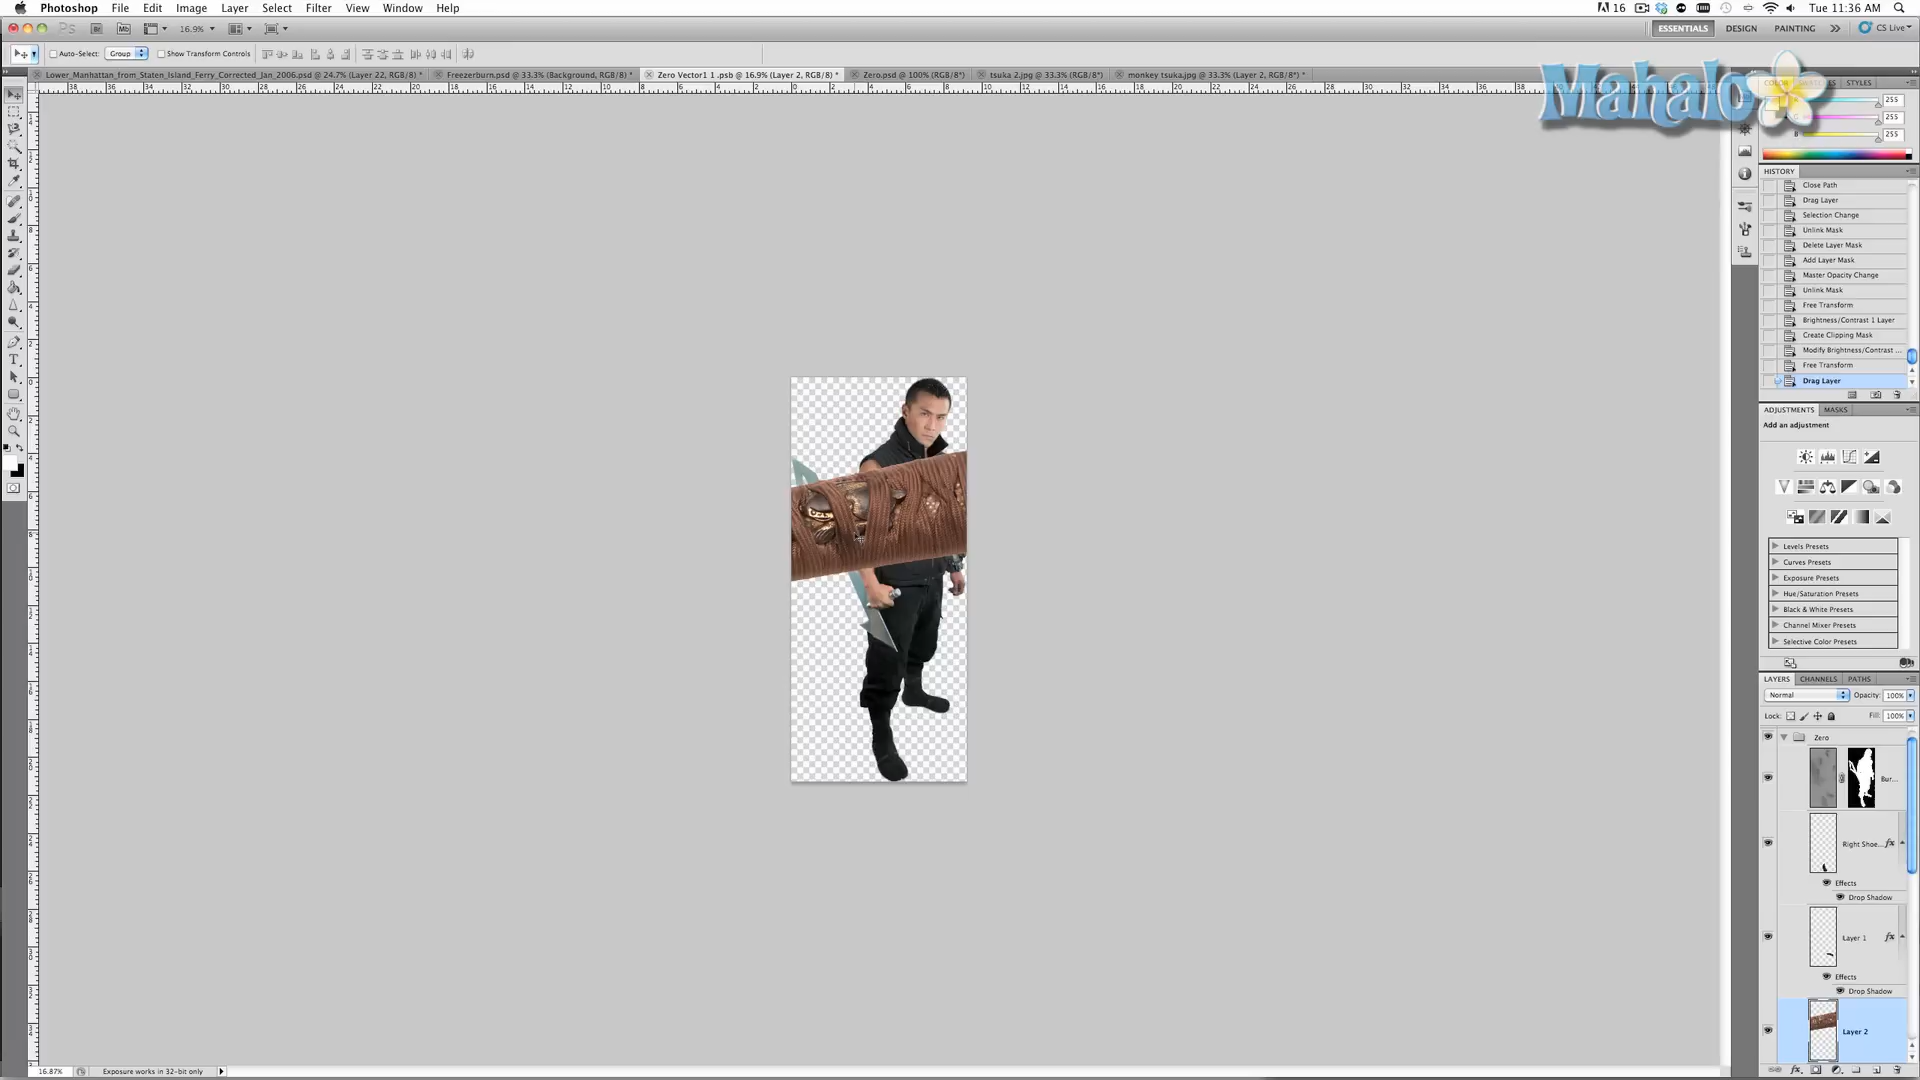 Photoshop File Edit Image Layer Select Filter View Window Help
16 Tue 11:36 AM
Ps Br Mb 16.9% ESSENTIALS DESIGN PAINTING CS Live
Auto-Select: Group Show Transform Controls
Lower_Manhattan_from_Staten_Island_Ferry_Corrected_Jan_2006.psd @ 24.7% (Layer 22, RGB/8) *
Freezerburn.psd @ 33.3% (Background, RGB/8) *
Zero Vector1 1 .psb @ 16.9% (Layer 2, RGB/8) *
Zero.psd @ 100% (RGB/8*)
tsuka 2.jpg @ 33.3% (RGB/8*)
monkey tsuka.jpg @ 33.3% (Layer 2, RGB/8*) *
Mahalo
STYLES
255
255
255
HISTORY
Close Path
Drag Layer
Selection Change
Unlink Mask
Delete Layer Mask
Add Layer Mask
Master Opacity Change
Unlink Mask
Free Transform
Brightness/Contrast 1 Layer
Create Clipping Mask
Modify Brightness/Contrast ...
Free Transform
Drag Layer
ADJUSTMENTS MASKS
Add an adjustment
Levels Presets
Curves Presets
Exposure Presets
Hue/Saturation Presets
Black & White Presets
Channel Mixer Presets
Selective Color Presets
LAYERS CHANNELS PATHS
Normal Opacity: 100%
Lock: Fill: 100%
Zero
Bur...
Right Shoe... fx
Effects
Drop Shadow
Layer 1 fx
Effects
Drop Shadow
Layer 2
16.87% Exposure works in 32-bit only